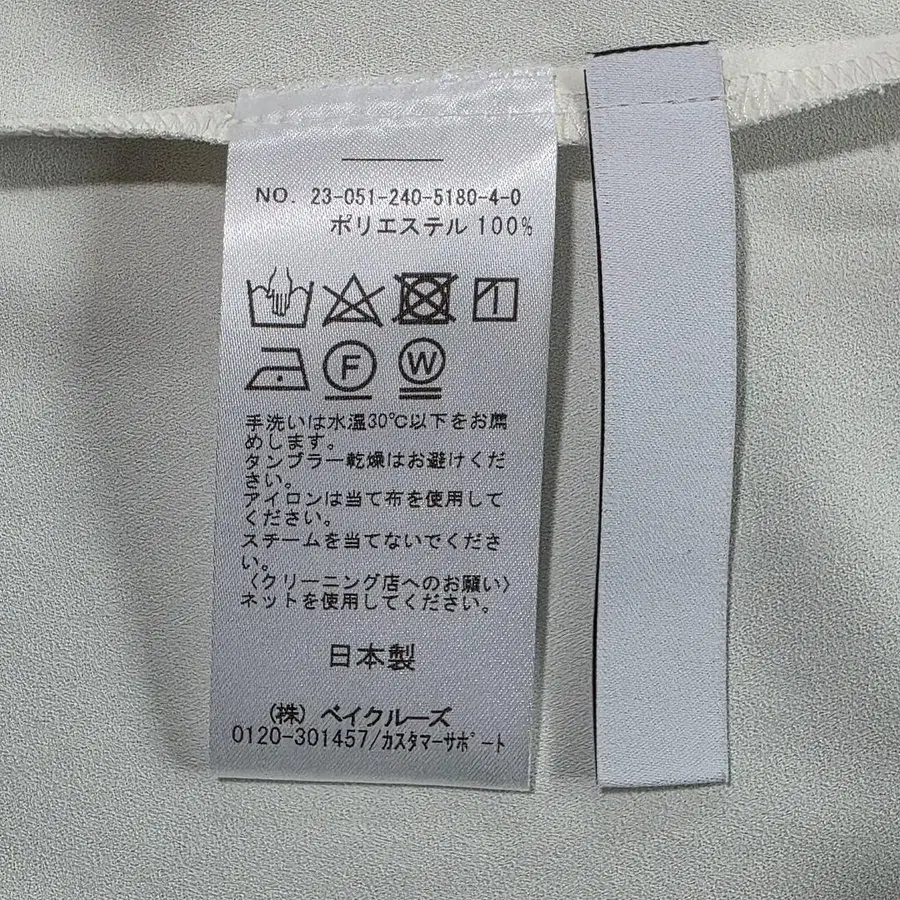 NO. 23-051-240-5180-4-0
ポリエステル 100%
F W
手洗いは水温30℃以下をお薦
めします。
タンブラー乾燥はお避けくだ
さい。
アイロンは当て布を使用して
ください。
スチームを当てないでくださ
い。
〈クリーニング店へのお願い〉
ネットを使用してください。
日本製
(株) ベイクルーズ
0120-301457/カスタマーサポート